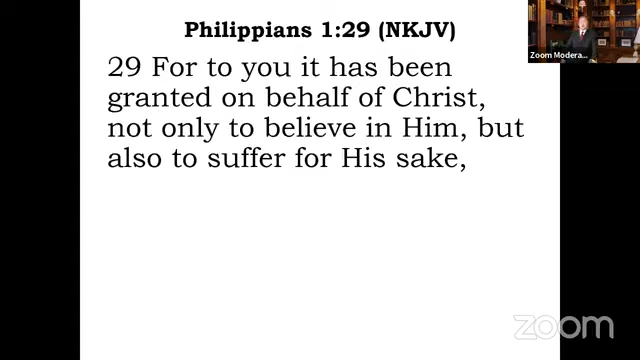 Philippians 1:29 (NKJV)
29 For to you it has been
granted on behalf of Christ,
not only to believe in Him, but
also to suffer for His sake,
Zoom Modera...
zoom